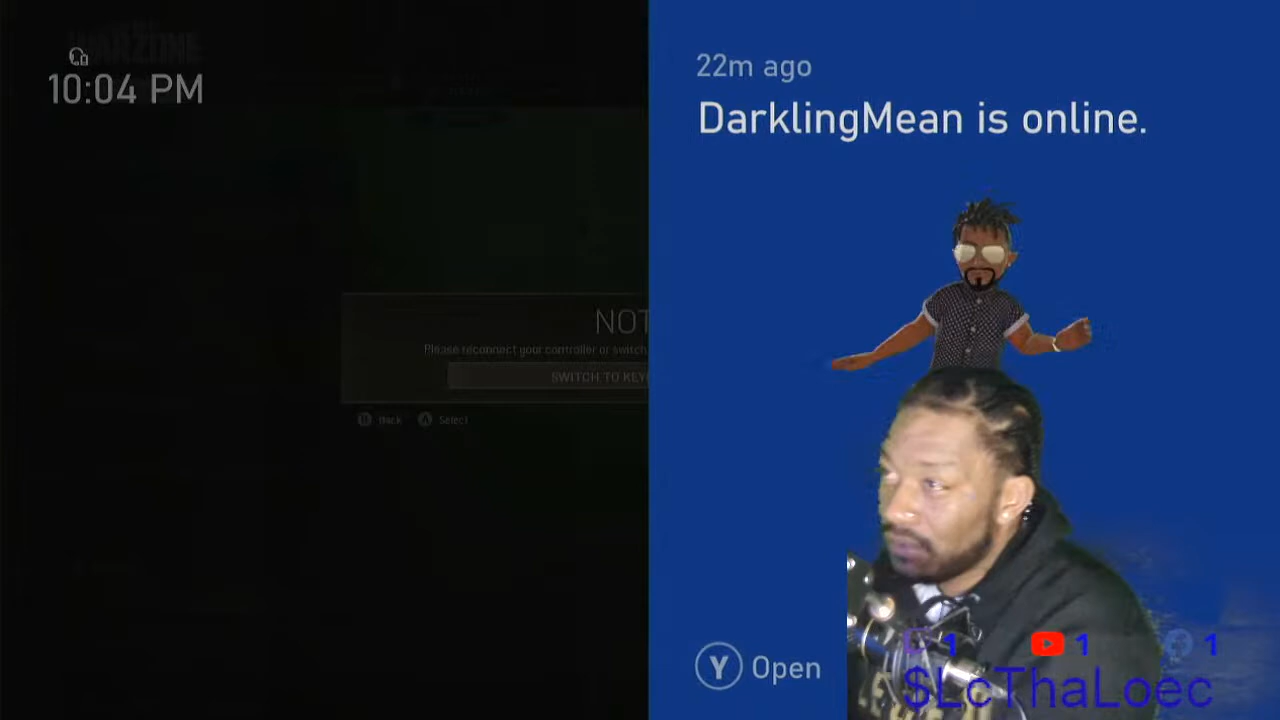 WARZONE
10:04 PM
22m ago
DarklingMean is online.
NOT
Please reconnect your controller or switch
SWITCH TO KEY
B Back A Select
Y Open
1 1 1
$LcThaLoec